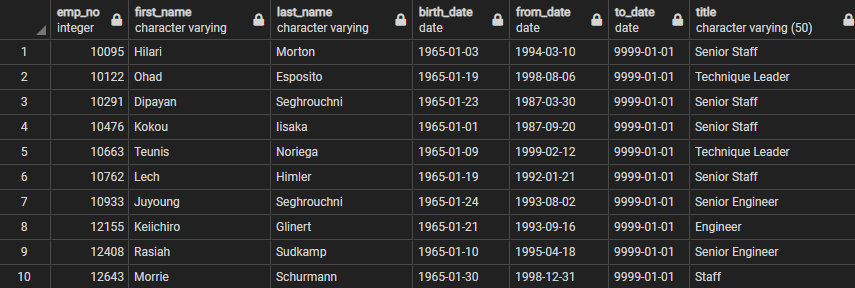 emp_no first_name last_name birth_date from_date to_date title
integer character varying character varying date date date character varying (50)
1 10095 Hilari Morton 1965-01-03 1994-03-10 9999-01-01 Senior Staff
2 10122 Ohad Esposito 1965-01-19 1998-08-06 9999-01-01 Technique Leader
3 10291 Dipayan Seghrouchni 1965-01-23 1987-03-30 9999-01-01 Senior Staff
4 10476 Kokou Iisaka 1965-01-01 1987-09-20 9999-01-01 Senior Staff
5 10663 Teunis Noriega 1965-01-09 1999-02-12 9999-01-01 Technique Leader
6 10762 Lech Himler 1965-01-19 1992-01-21 9999-01-01 Senior Staff
7 10933 Juyoung Seghrouchni 1965-01-24 1993-08-02 9999-01-01 Senior Engineer
8 12155 Keiichiro Glinert 1965-01-21 1993-09-16 9999-01-01 Engineer
9 12408 Rasiah Sudkamp 1965-01-10 1995-04-18 9999-01-01 Senior Engineer
10 12643 Morrie Schurmann 1965-01-30 1998-12-31 9999-01-01 Staff